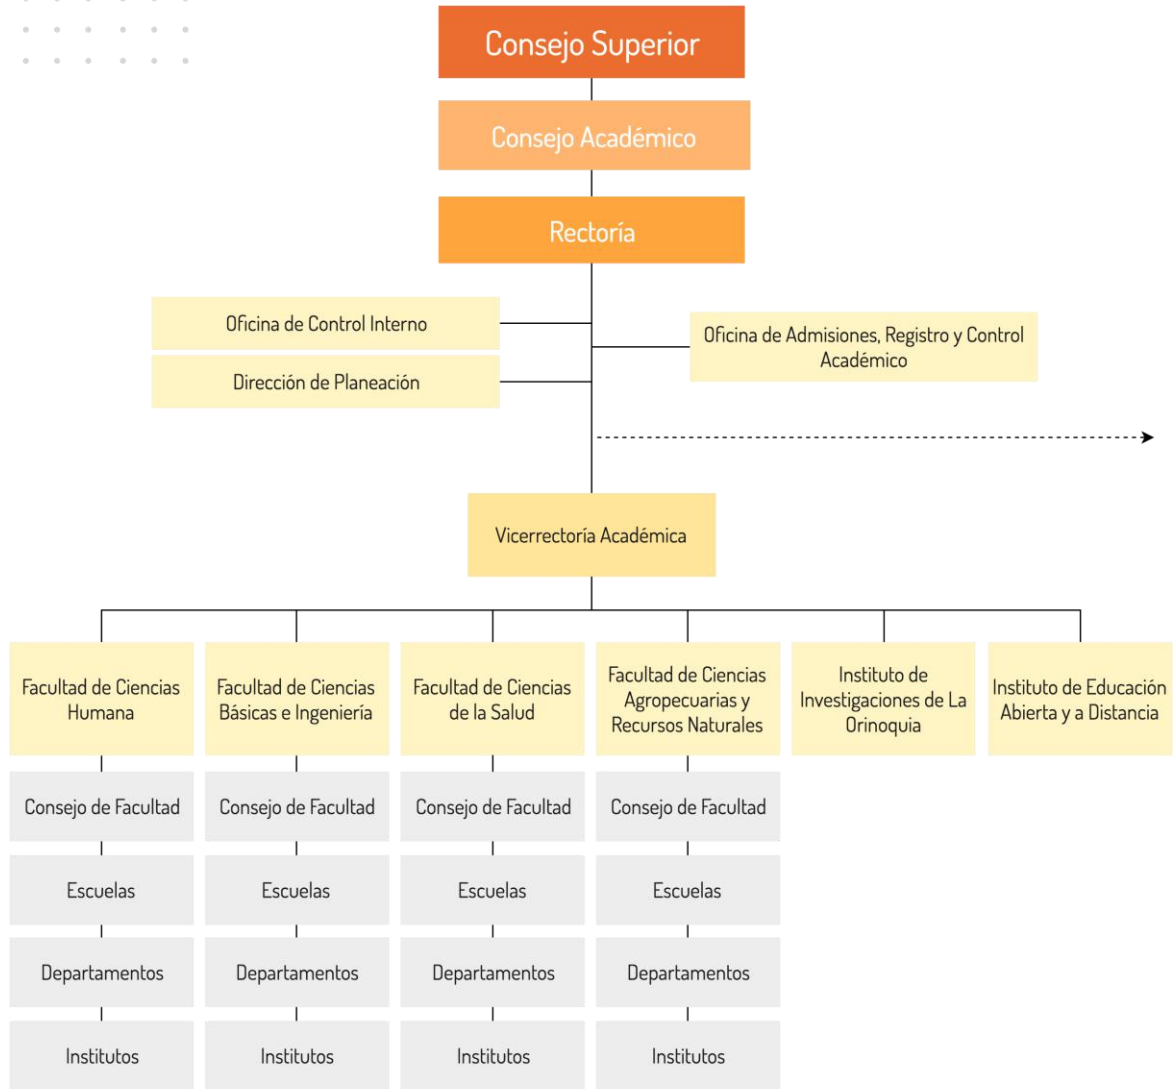 Consejo Superior
Consejo Académico
Rectoría
Oficina de Control Interno
Oficina de Admisiones, Registro y Control
Académico
Dirección de Planeación
Vicerrectoría Académica
Facultad de Ciencias
Humana
Facultad de Ciencias
Básicas e Ingeniería
Facultad de Ciencias
de la Salud
Facultad de Ciencias
Agropecuarias y
Recursos Naturales
Instituto de
Investigaciones de La
Orinoquia
Instituto de Educación
Abierta y a Distancia
Consejo de Facultad
Consejo de Facultad
Consejo de Facultad
Consejo de Facultad
Escuelas
Escuelas
Escuelas
Escuelas
Departamentos
Departamentos
Departamentos
Departamentos
Institutos
Institutos
Institutos
Institutos